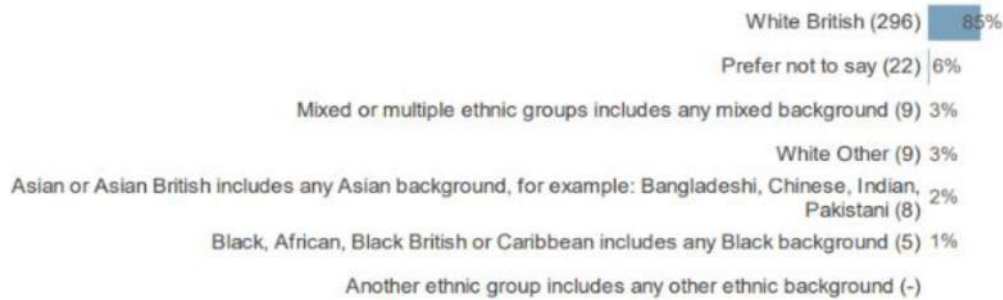 White British (296) 85%
Prefer not to say (22) 6%
Mixed or multiple ethnic groups includes any mixed background (9) 3%
White Other (9) 3%
Asian or Asian British includes any Asian background, for example: Bangladeshi, Chinese, Indian, 2%
Pakistani (8)
Black, African, Black British or Caribbean includes any Black background (5) 1%
Another ethnic group includes any other ethnic background (-)